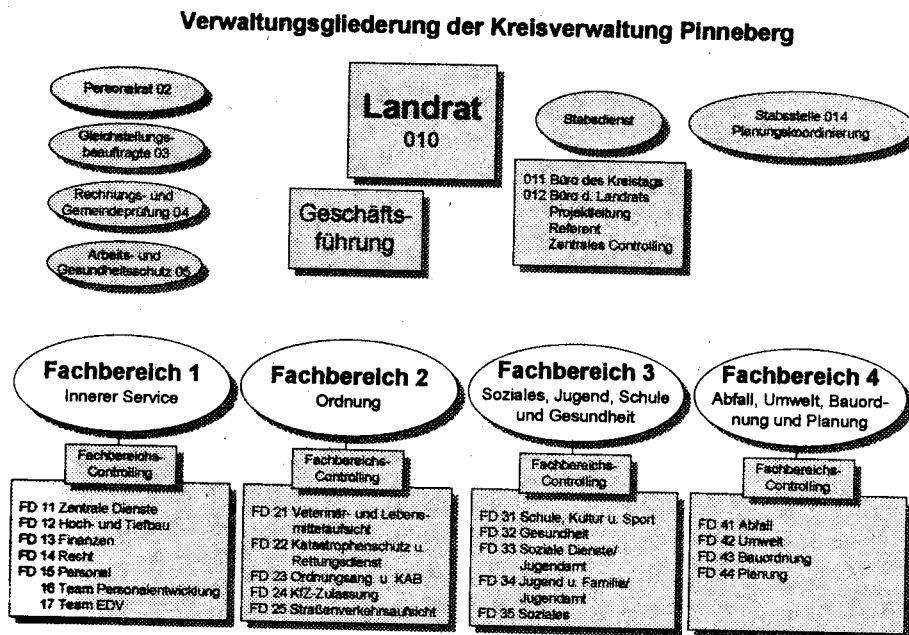 Verwaltungsgliederung der Kreisverwaltung Pinneberg
Personalrat 02
Gleichstellungs-
beauftragte 03
Rechnungs- und
Gemeindeprüfung 04
Arbeits- und
Gesundheitsschutz 05
Landrat
010
Geschäfts-
führung
Stabsdienst
011 Büro des Kreistags
012 Büro d. Landrats
Projektleitung
Referent
Zentrales Controlling
Stabsstelle 014
Planungskoordinierung
Fachbereich 1
Innerer Service
Fachbereichs-
Controlling
FD 11 Zentrale Dienste
FD 12 Hoch- und Tiefbau
FD 13 Finanzen
FD 14 Recht
FD 15 Personal
16 Team Personalentwicklung
17 Team EDV
Fachbereich 2
Ordnung
Fachbereichs-
Controlling
FD 21 Veterinär- und Lebens-
mittelaufsicht
FD 22 Katastrophenschutz u.
Rettungsdienst
FD 23 Ordnungsang. u. KAB
FD 24 KfZ-Zulassung
FD 25 Straßenverkehrsaufsicht
Fachbereich 3
Soziales, Jugend, Schule
und Gesundheit
Fachbereichs-
Controlling
FD 31 Schule, Kultur u. Sport
FD 32 Gesundheit
FD 33 Soziale Dienste/
Jugendamt
FD 34 Jugend u. Familie/
Jugendamt
FD 35 Soziales
Fachbereich 4
Abfall, Umwelt, Bauord-
nung und Planung
Fachbereichs-
Controlling
FD 41 Abfall
FD 42 Umwelt
FD 43 Bauordnung
FD 44 Planung